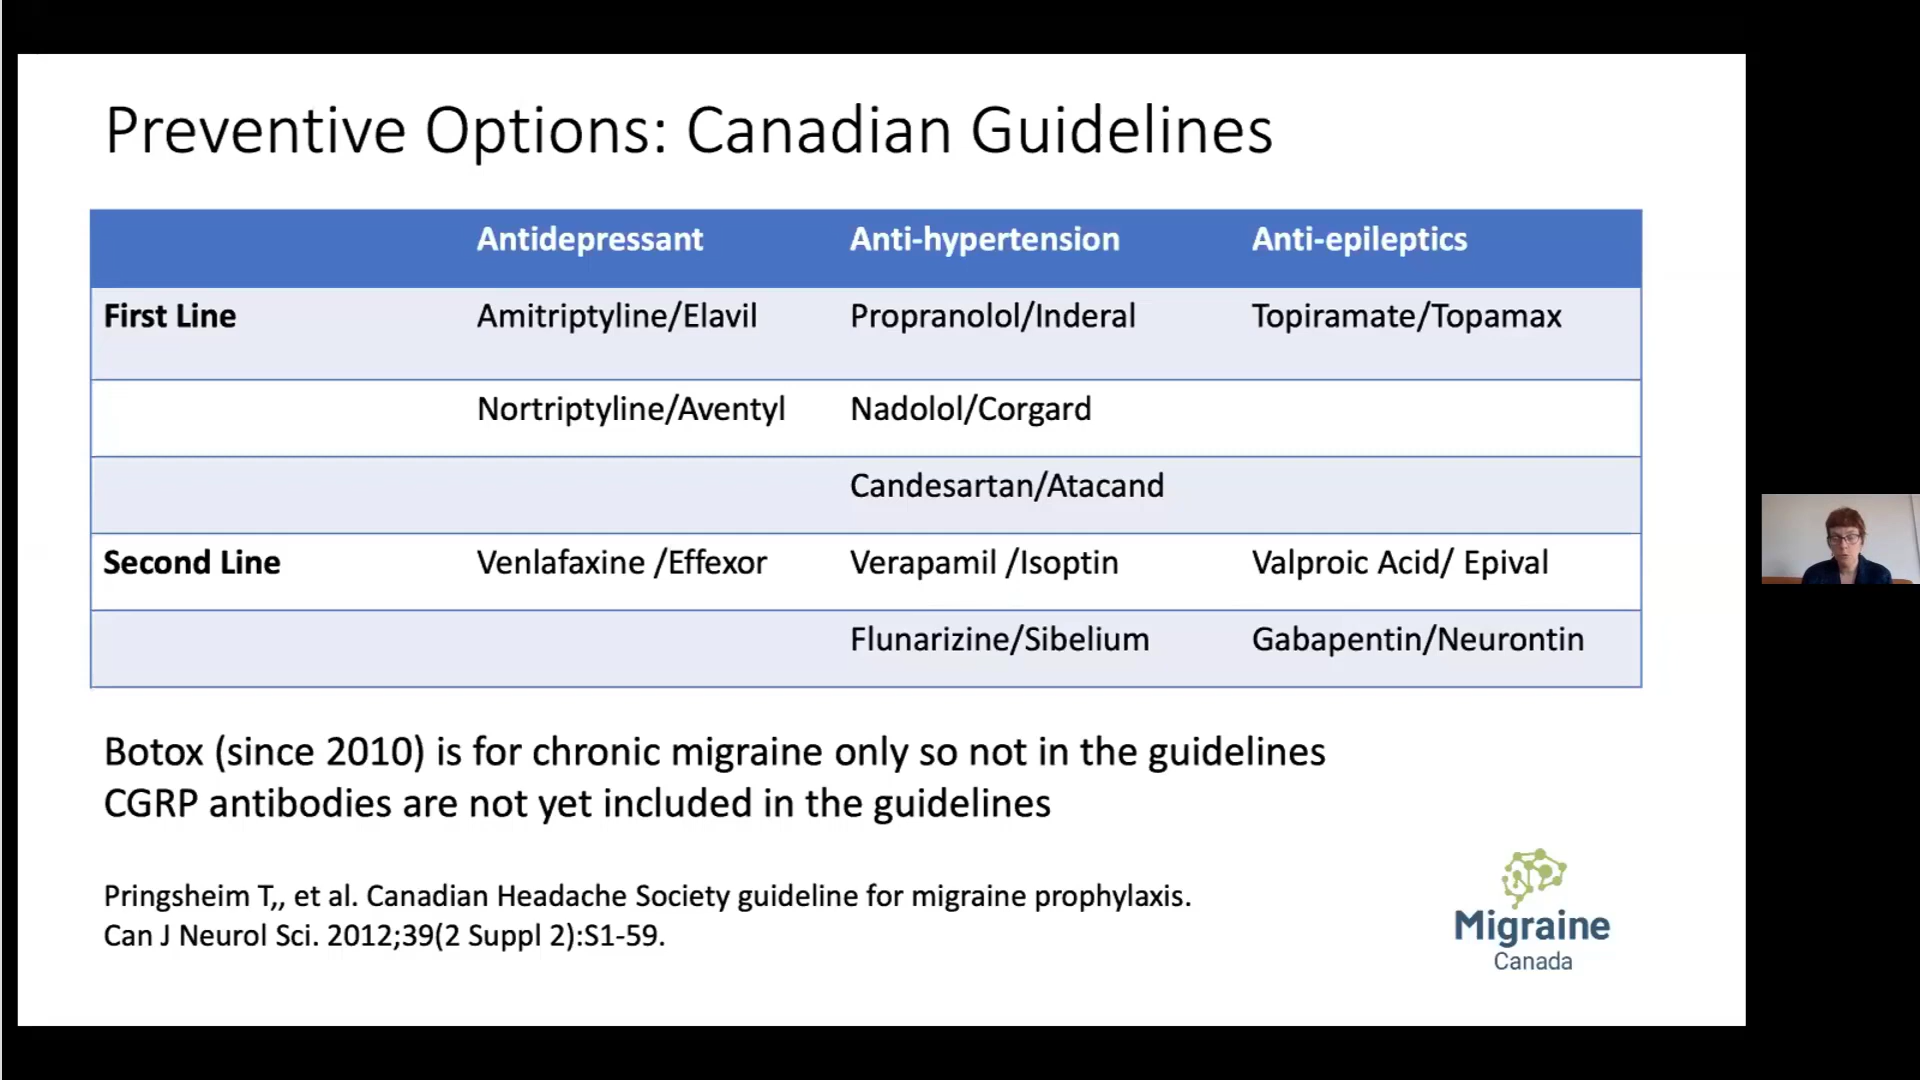 Preventive Options: Canadian Guidelines
Antidepressant Anti-hypertension Anti-epileptics
First Line Amitriptyline/Elavil Propranolol/Inderal Topiramate/Topamax
Nortriptyline/Aventyl Nadolol/Corgard
Candesartan/Atacand
Second Line Venlafaxine /Effexor Verapamil /Isoptin Valproic Acid/ Epival
Flunarizine/Sibelium Gabapentin/Neurontin
Botox (since 2010) is for chronic migraine only so not in the guidelines
CGRP antibodies are not yet included in the guidelines
Pringsheim T,, et al. Canadian Headache Society guideline for migraine prophylaxis.
Can J Neurol Sci. 2012;39(2 Suppl 2):S1-59.
Migraine
Canada